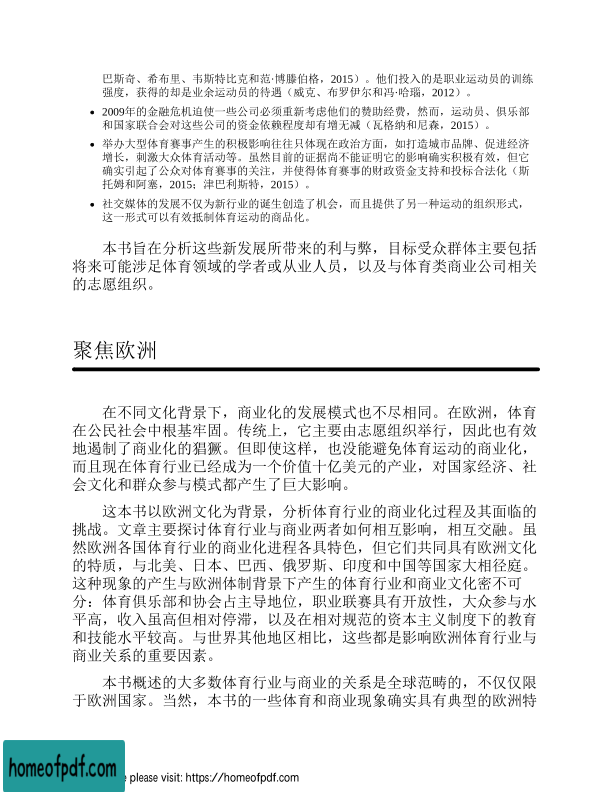 巴斯奇、希布里、韦斯特比克和范·博滕伯格，2015）。他们投入的是职业运动员的训练
强度，获得的却是业余运动员的待遇（威克、布罗伊尔和冯·哈瑙，2012）。
• 2009年的金融危机迫使一些公司必须重新考虑他们的赞助经费，然而，运动员、俱乐部
和国家联合会对这些公司的资金依赖程度却有增无减（瓦格纳和尼森，2015）。
• 举办大型体育赛事产生的积极影响往往只体现在政治方面，如打造城市品牌、促进经济
增长，刺激大众体育活动等。虽然目前的证据尚不能证明它的影响确实积极有效，但它
确实引起了公众对体育赛事的关注，并使得体育赛事的财政资金支持和投标合法化（斯
托姆和阿塞，2015；津巴利斯特，2015）。
• 社交媒体的发展不仅为新行业的诞生创造了机会，而且提供了另一种运动的组织形式，
这一形式可以有效抵制体育运动的商品化。
本书旨在分析这些新发展所带来的利与弊，目标受众群体主要包括
将来可能涉足体育领域的学者或从业人员，以及与体育类商业公司相关
的志愿组织。
聚焦欧洲
在不同文化背景下，商业化的发展模式也不尽相同。在欧洲，体育
在公民社会中根基牢固。传统上，它主要由志愿组织举行，因此也有效
地遏制了商业化的猖獗。但即使这样，也没能避免体育运动的商业化，
而且现在体育行业已经成为一个价值十亿美元的产业，对国家经济、社
会文化和群众参与模式都产生了巨大影响。
这本书以欧洲文化为背景，分析体育行业的商业化过程及其面临的
挑战。文章主要探讨体育行业与商业两者如何相互影响，相互交融。虽
然欧洲各国体育行业的商业化进程各具特色，但它们共同具有欧洲文化
的特质，与北美、日本、巴西、俄罗斯、印度和中国等国家大相径庭。
这种现象的产生与欧洲体制背景下产生的体育行业和商业文化密不可
分：体育俱乐部和协会占主导地位，职业联赛具有开放性，大众参与水
平高，收入虽高但相对停滞，以及在相对规范的资本主义制度下的教育
和技能水平较高。与世界其他地区相比，这些都是影响欧洲体育行业与
商业关系的重要因素。
本书概述的大多数体育行业与商业的关系是全球范畴的，不仅仅限
于欧洲国家。当然，本书的一些体育和商业现象确实具有典型的欧洲特
homeofpdf.com
e please visit: https://homeofpdf.com